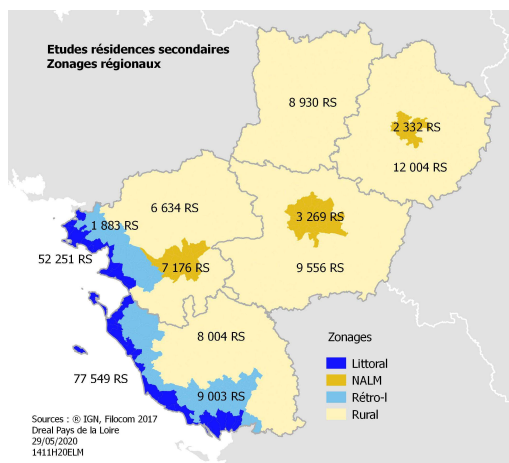 Etudes résidences secondaires
Zonages régionaux
8 930 RS
2 332 RS
12 004 RS
6 634 RS
1 883 RS
3 269 RS
52 251 RS
7 176 RS
9 556 RS
8 004 RS
77 549 RS
9 003 RS
Zonages
Littoral
NALM
Rétro-l
Rural
Sources : ® IGN, Filocom 2017
Dreal Pays de la Loire
29/05/2020
1411H20ELM